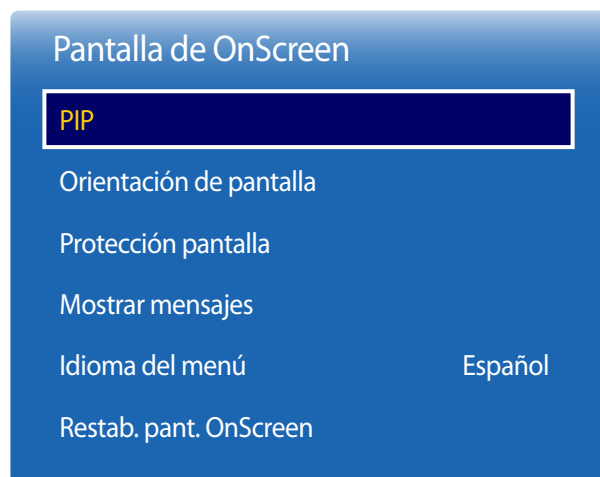 Pantalla de OnScreen
PIP
Orientación de pantalla
Protección pantalla
Mostrar mensajes
Idioma del menú Español
Restab. pant. OnScreen